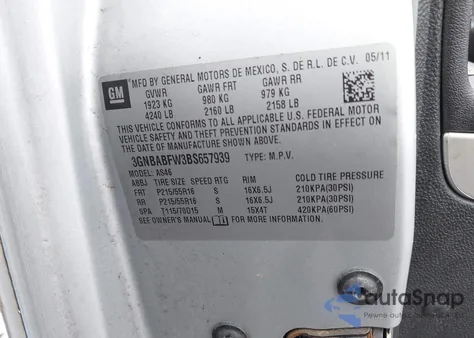 GM
MFD BY GENERAL MOTORS DE MEXICO, S. DE R.L. DE C.V. 05/11
GVWR GAWR FRT GAWR RR
1923 KG 980 KG 979 KG
4240 LB 2160 LB 2158 LB
THIS VEHICLE CONFORMS TO ALL APPLICABLE U.S. FEDERAL MOTOR
VEHICLE SAFETY AND THEFT PREVENTION STANDARDS IN EFFECT ON
THE DATE OF MANUFACTURE SHOWN ABOVE.
3GNBABFW3BS657939 TYPE: M.P.V.
MODEL: AS46
ABBJ TIRE SIZE SPEED RTG RIM COLD TIRE PRESSURE
FRT P215/55R16 S 16X6.5J 210KPA(30PSI)
RR P215/55R16 S 16X6.5J 210KPA(30PSI)
SPA T115/70D15 M 15X4T 420KPA(60PSI)
SEE OWNER'S MANUAL FOR MORE INFORMATION.
autoSnap
Pewne auto